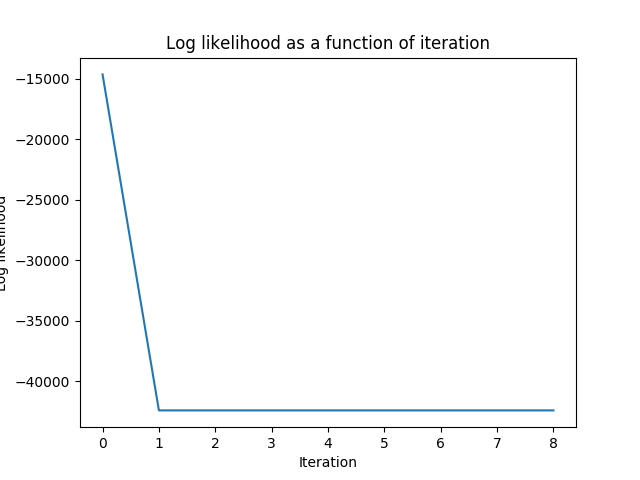 Log likelihood as a function of iteration
−15000
−20000
−25000
−30000
−35000
−40000
Log likelihood
0 1 2 3 4 5 6 7 8
Iteration